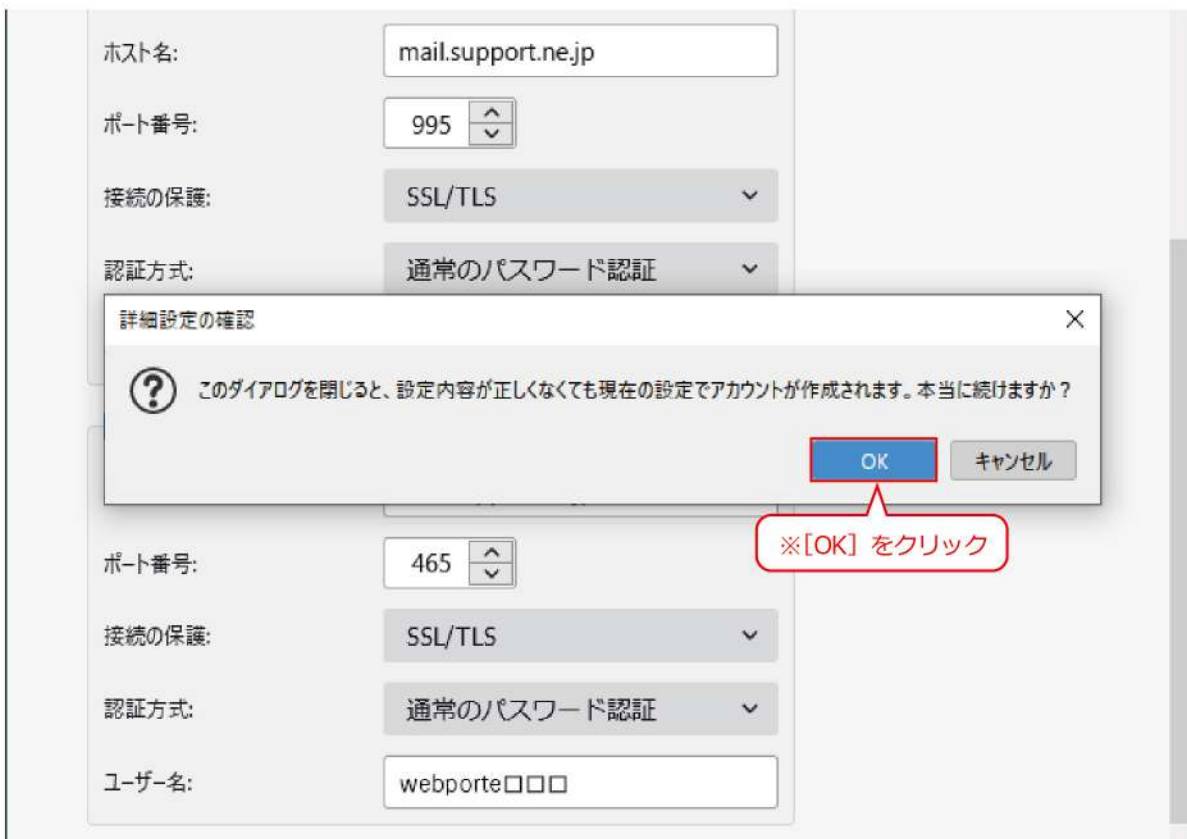 ホスト名:
mail.support.ne.jp
ポート番号:
995
接続の保護:
SSL/TLS
認証方式:
通常のパスワード認証
詳細設定の確認
このダイアログを閉じると、設定内容が正しくなくても現在の設定でアカウントが作成されます。本当に続けますか？
OK
キャンセル
※[OK] をクリック
ポート番号:
465
接続の保護:
SSL/TLS
認証方式:
通常のパスワード認証
ユーザー名:
webporte□□□